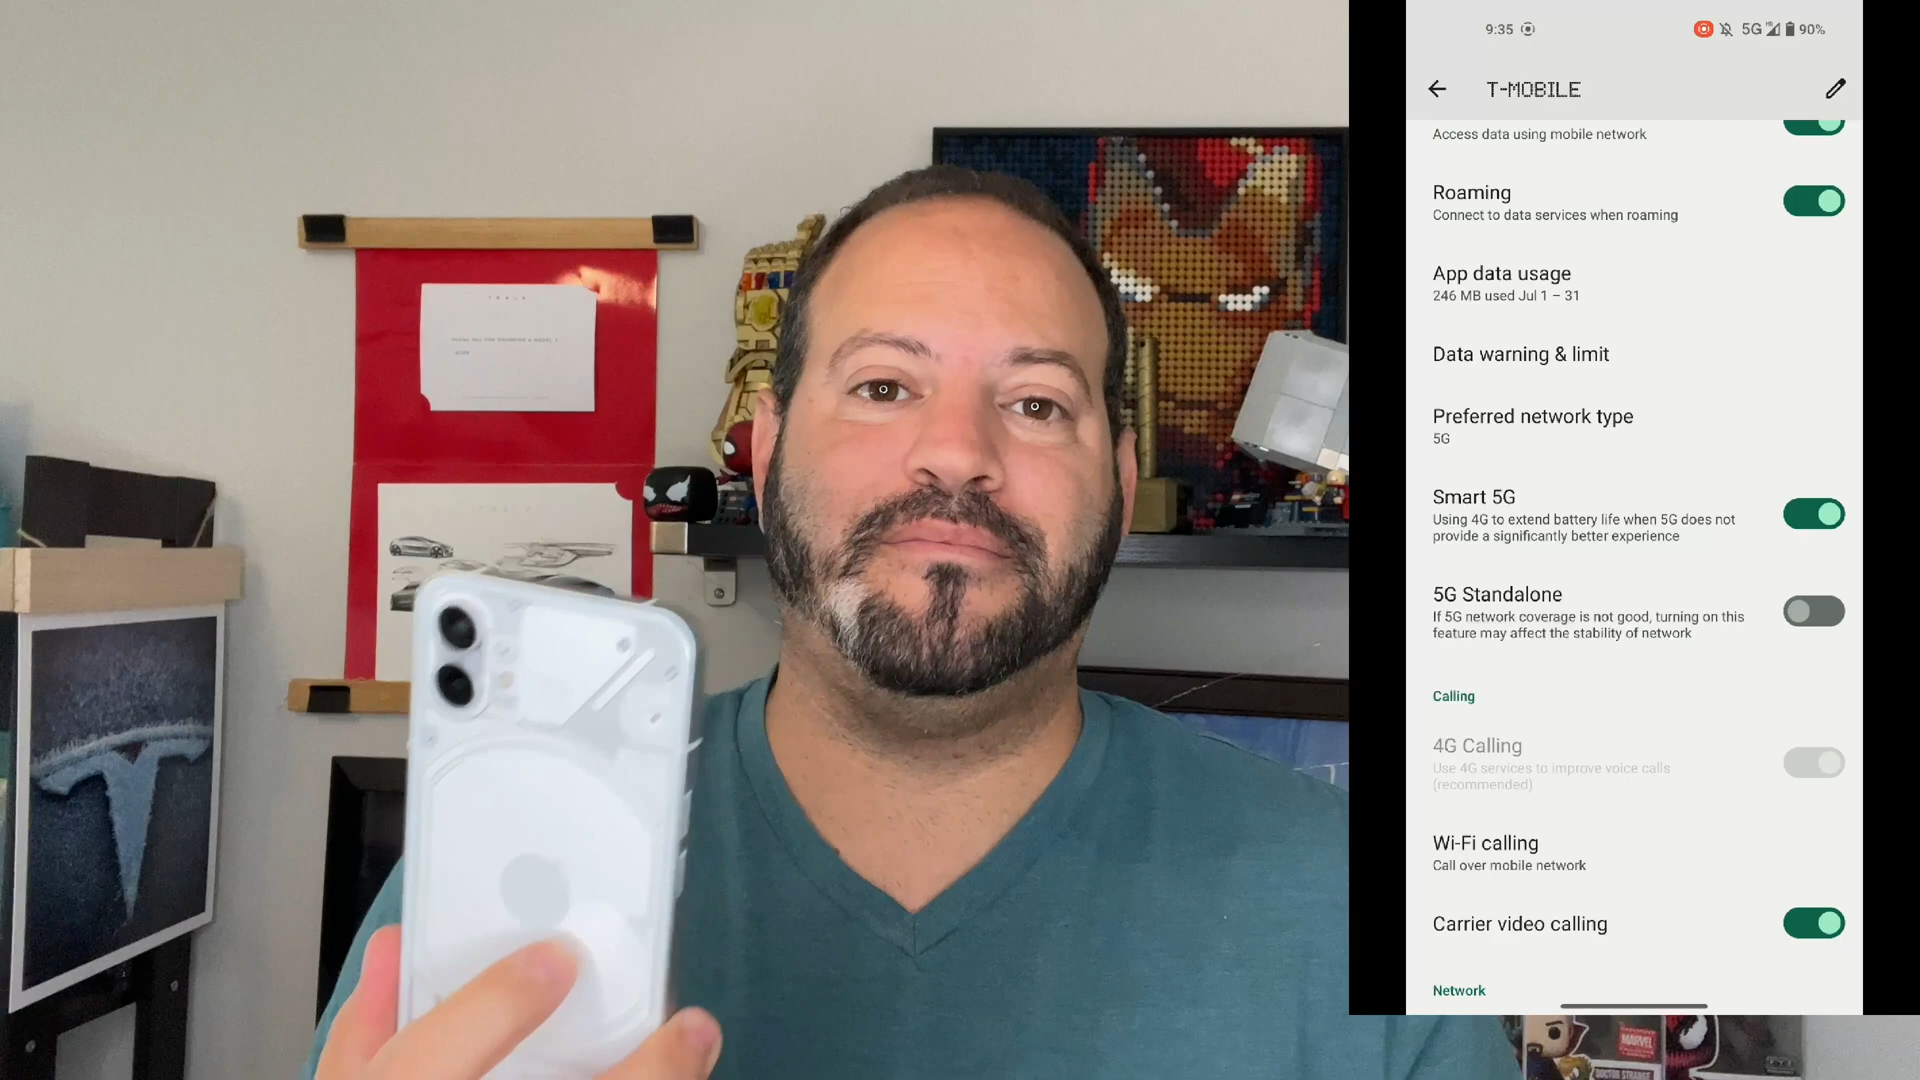 9:35
5G
90%
T-MOBILE
Access data using mobile network
Roaming
Connect to data services when roaming
App data usage
246 MB used Jul 1 – 31
Data warning & limit
Preferred network type
5G
Smart 5G
Using 4G to extend battery life when 5G does not
provide a significantly better experience
5G Standalone
If 5G network coverage is not good, turning on this
feature may affect the stability of network
Calling
4G Calling
Use 4G services to improve voice calls
(recommended)
Wi-Fi calling
Call over mobile network
Carrier video calling
Network
MARVEL
DOCTOR STRANGE